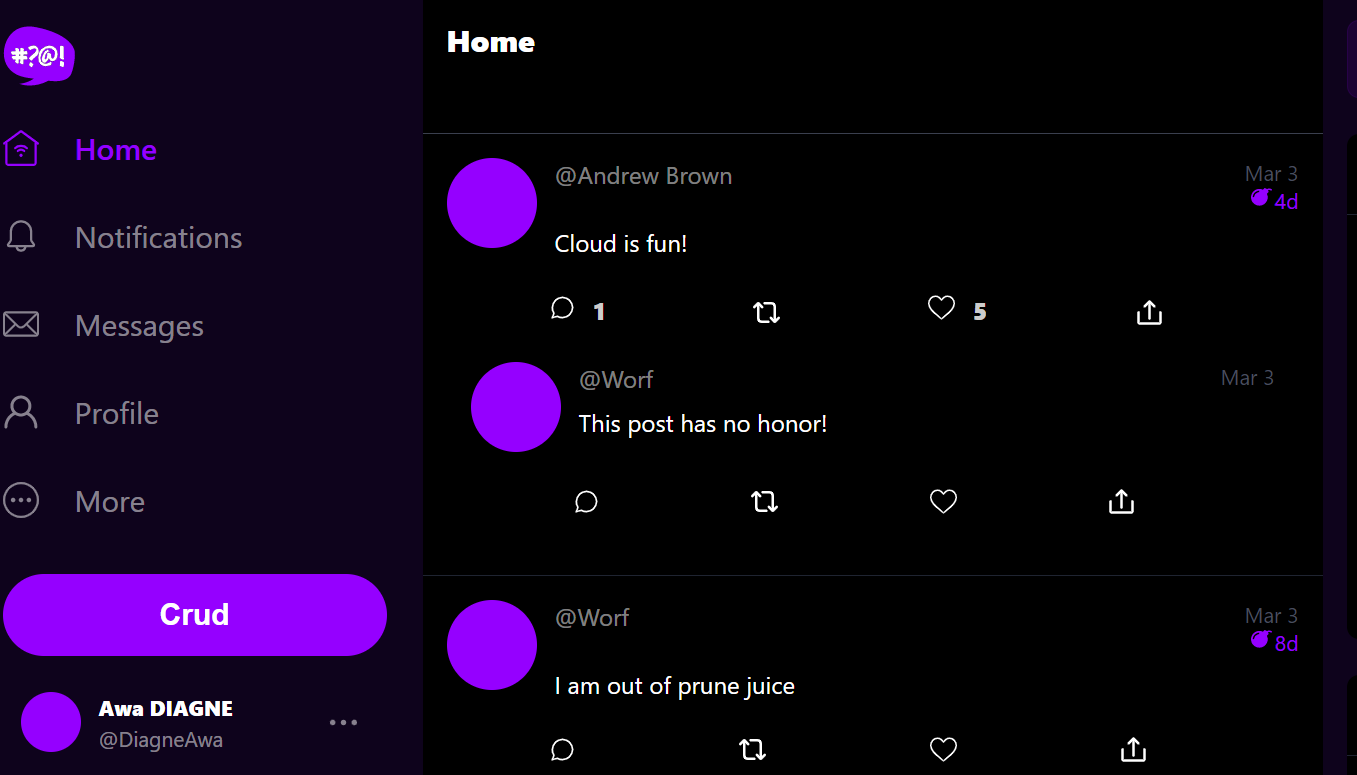 #?@!
Home
Notifications
Messages
Profile
More
Crud
Awa DIAGNE
@DiagneAwa
Home
@Andrew Brown
Mar 3
4d
Cloud is fun!
1
5
@Worf
Mar 3
This post has no honor!
@Worf
Mar 3
8d
I am out of prune juice